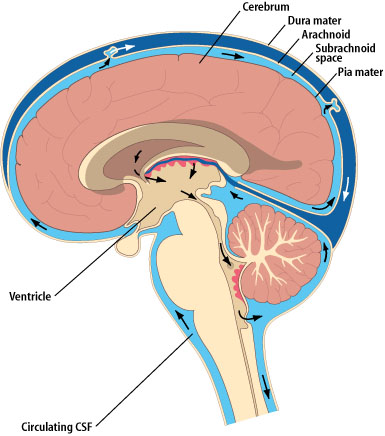 Cerebrum
Dura mater
Arachnoid
Subrachnoid
space
Pia mater
Ventricle
Circulating CSF